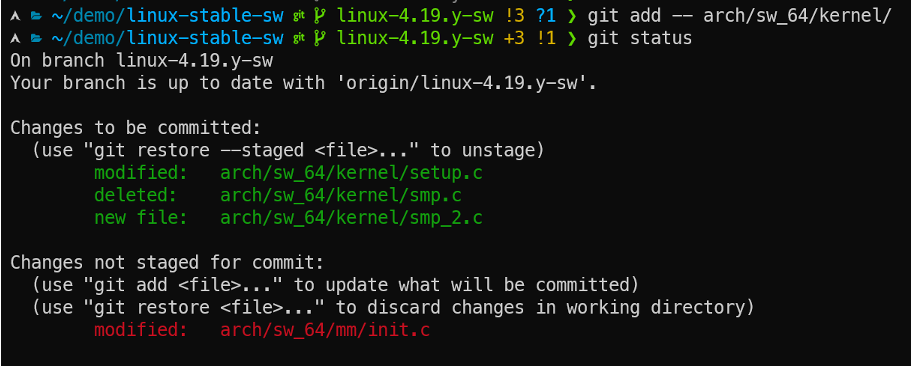 ~/demo/linux-stable-sw git linux-4.19.y-sw !3 ?1 ❯ git add -- arch/sw_64/kernel/
~/demo/linux-stable-sw git linux-4.19.y-sw +3 !1 ❯ git status
On branch linux-4.19.y-sw
Your branch is up to date with 'origin/linux-4.19.y-sw'.
Changes to be committed:
  (use "git restore --staged <file>..." to unstage)
        modified:   arch/sw_64/kernel/setup.c
        deleted:    arch/sw_64/kernel/smp.c
        new file:   arch/sw_64/kernel/smp_2.c
Changes not staged for commit:
  (use "git add <file>..." to update what will be committed)
  (use "git restore <file>..." to discard changes in working directory)
        modified:   arch/sw_64/mm/init.c